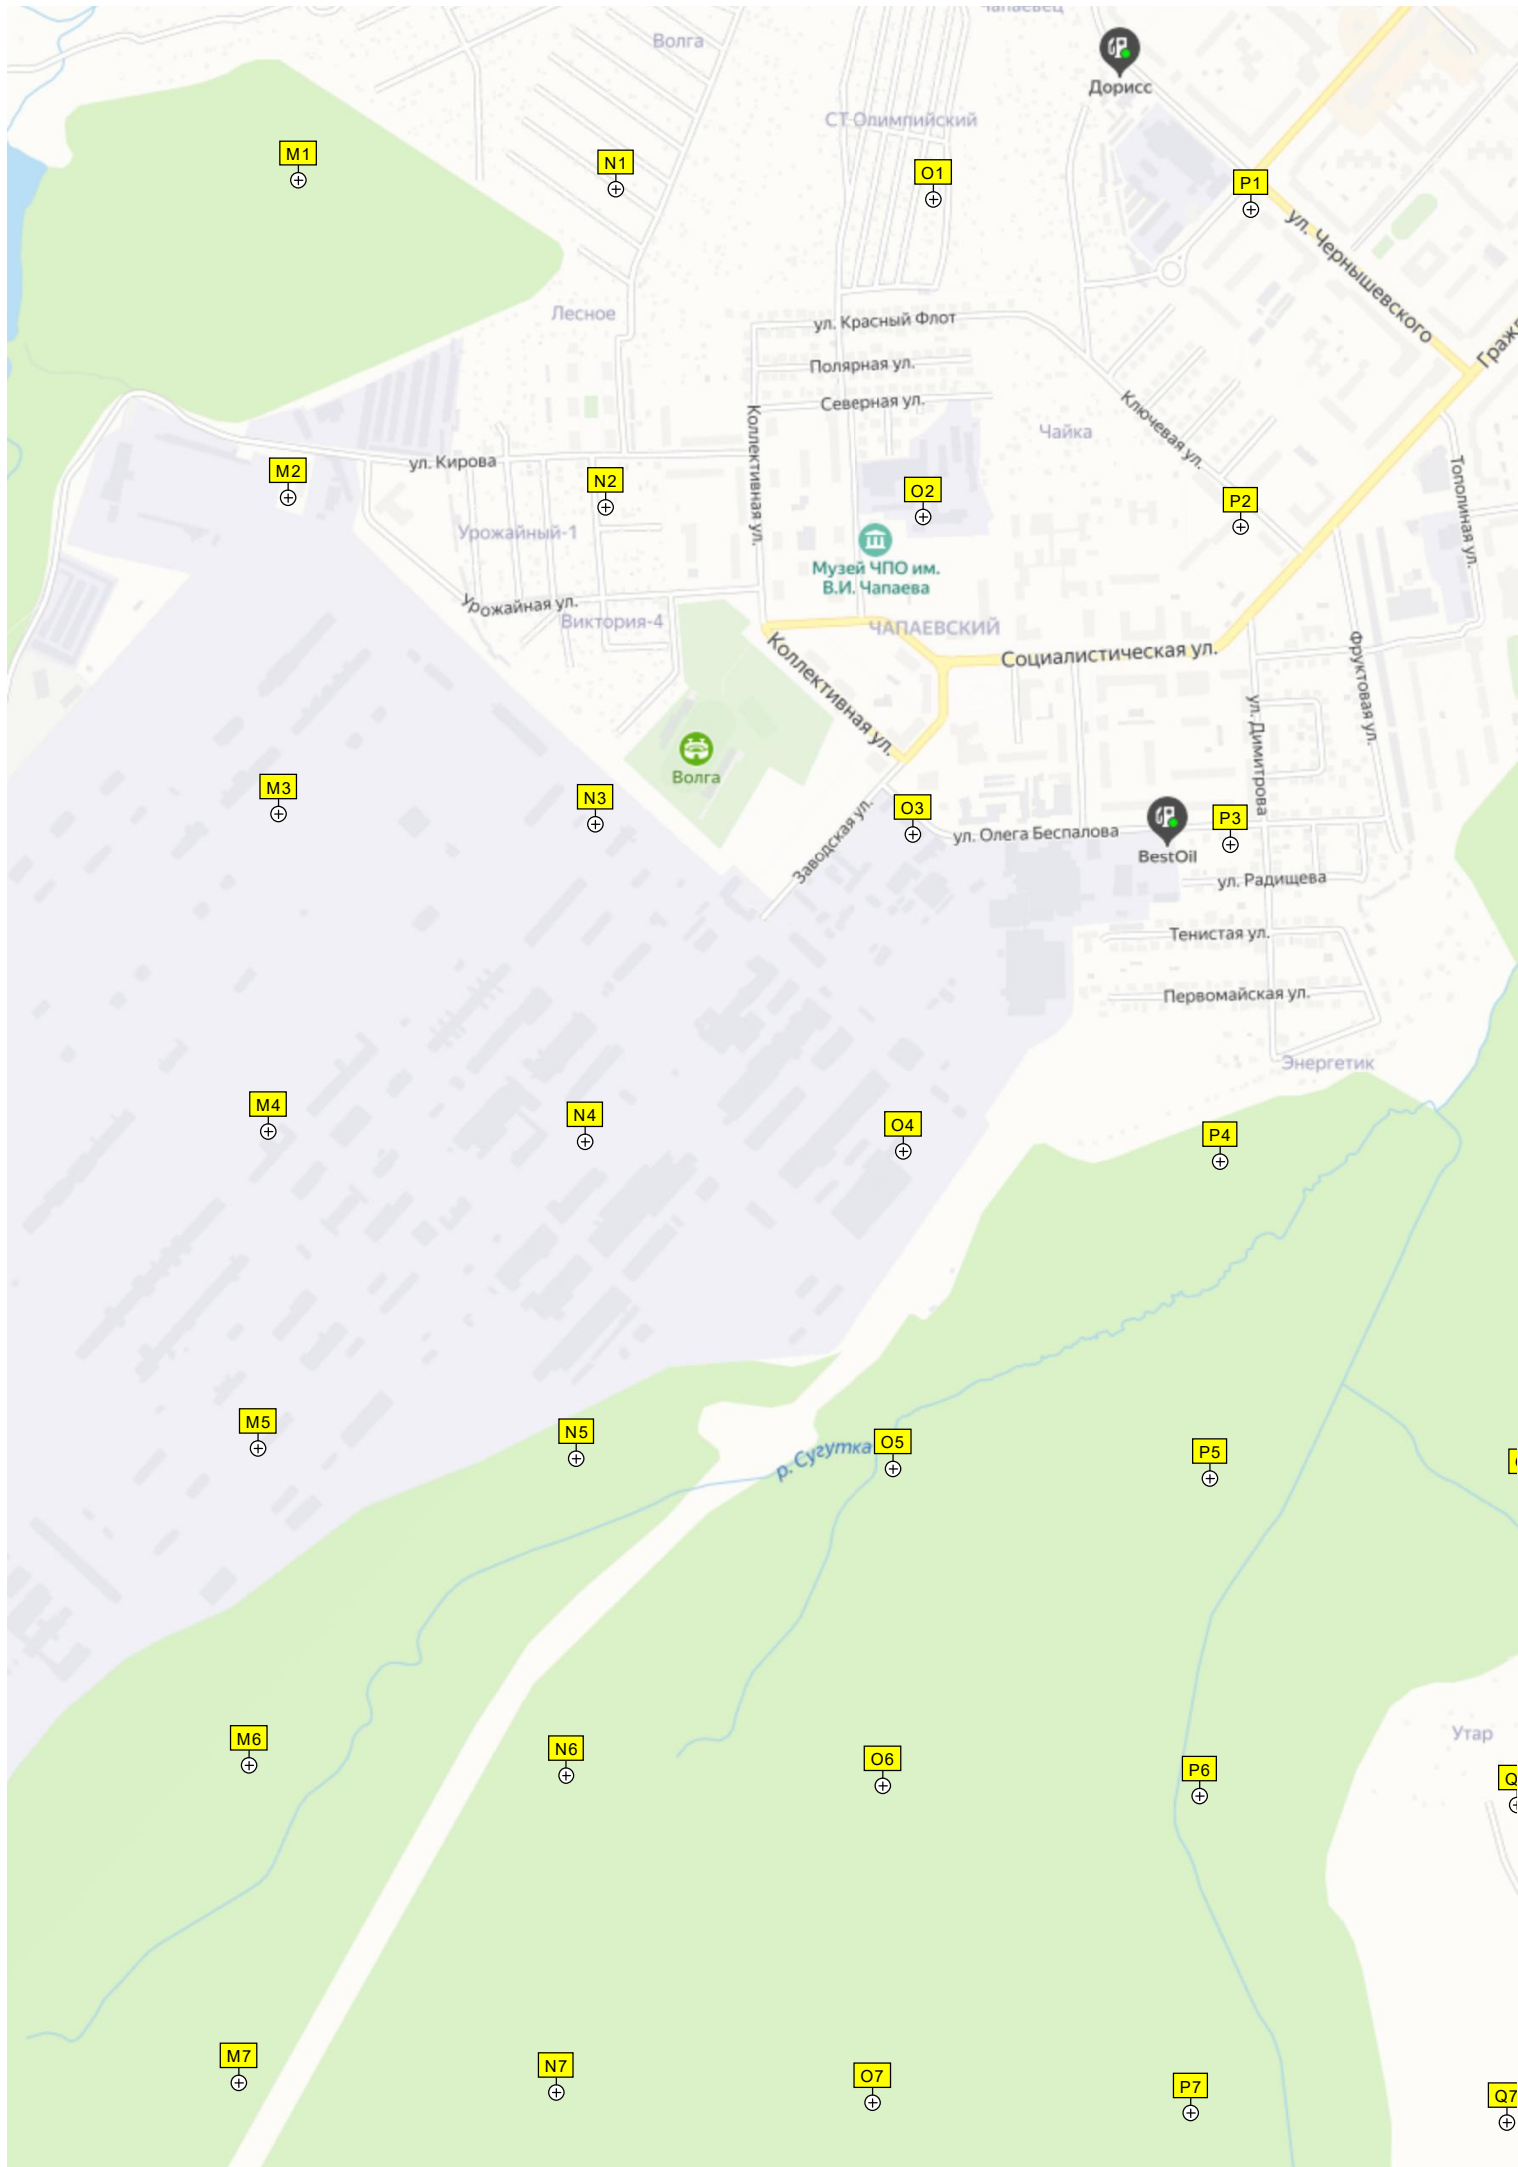 Чапаевец
Волга
Дорисс
СТ Олимпийский
M1
N1
O1
P1
ул. Чернышевского
Лесное
ул. Красный Флот
Полярная ул.
Северная ул.
Коллективная ул.
Чайка
Ключевая ул.
ул. Кирова
Тополиная ул.
M2
N2
O2
P2
Урожайный-1
Музей ЧПО им.
В.И. Чапаева
Урожайная ул.
Виктория-4
ЧАПАЕВСКИЙ
Социалистическая ул.
Коллективная ул.
Фруктовая ул.
ул. Димитрова
Волга
M3
N3
O3
P3
Заводская ул.
ул. Олега Беспалова
BestOil
ул. Радищева
Тенистая ул.
Первомайская ул.
Энергетик
M4
N4
O4
P4
M5
N5
O5
P5
р. Сугутка
Утар
M6
N6
O6
P6
Q
M7
N7
O7
P7
Q7